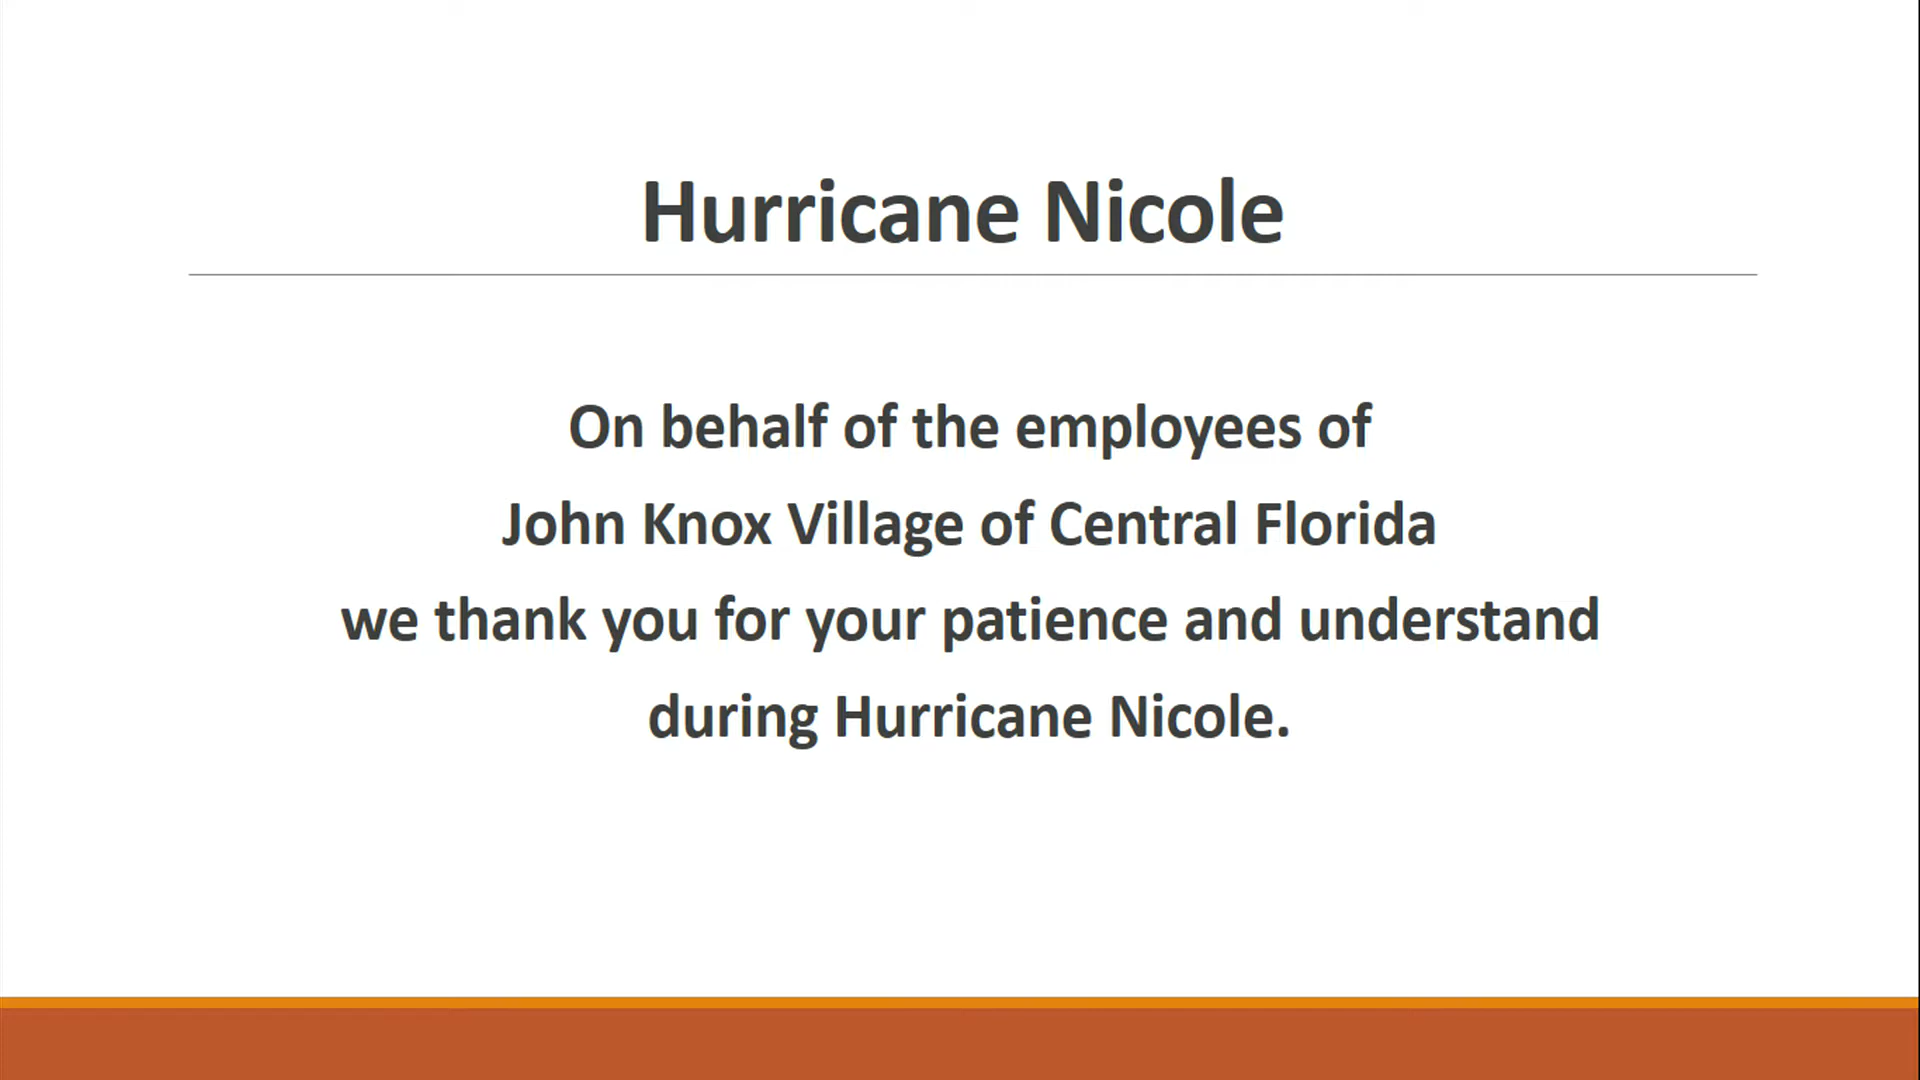 Hurricane Nicole
On behalf of the employees of
John Knox Village of Central Florida
we thank you for your patience and understand
during Hurricane Nicole.